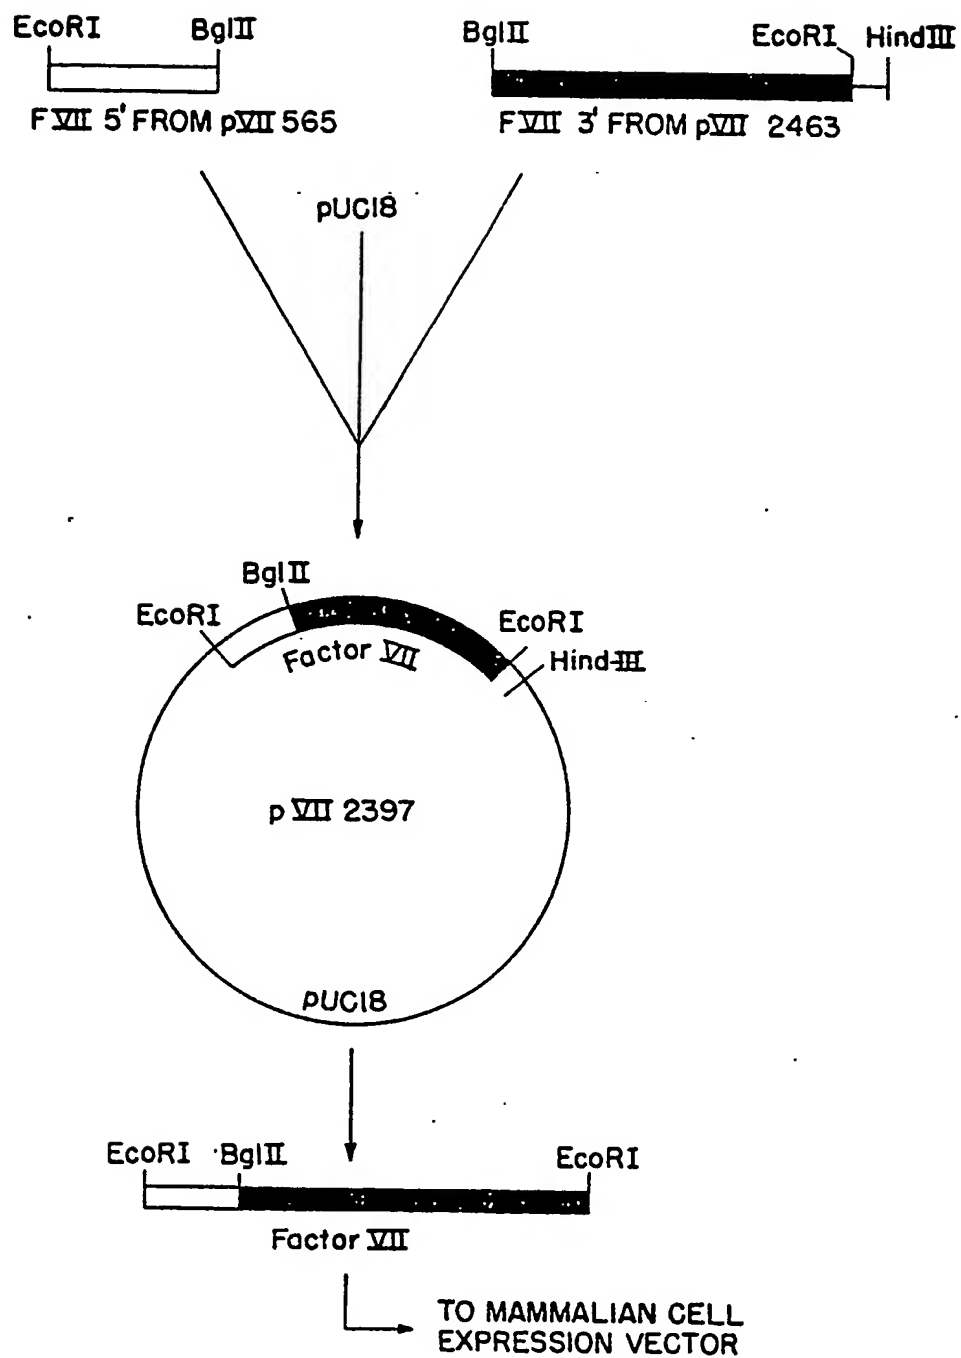 EcoRI BglII BglII EcoRI HindIII
FVII 5' FROM pVII 565 FVII 3' FROM pVII 2463
pUC18
BglII
EcoRI EcoRI
Factor VII Hind III
p VII 2397
pUC18
EcoRI BglII EcoRI
Factor VII
TO MAMMALIAN CELL
EXPRESSION VECTOR